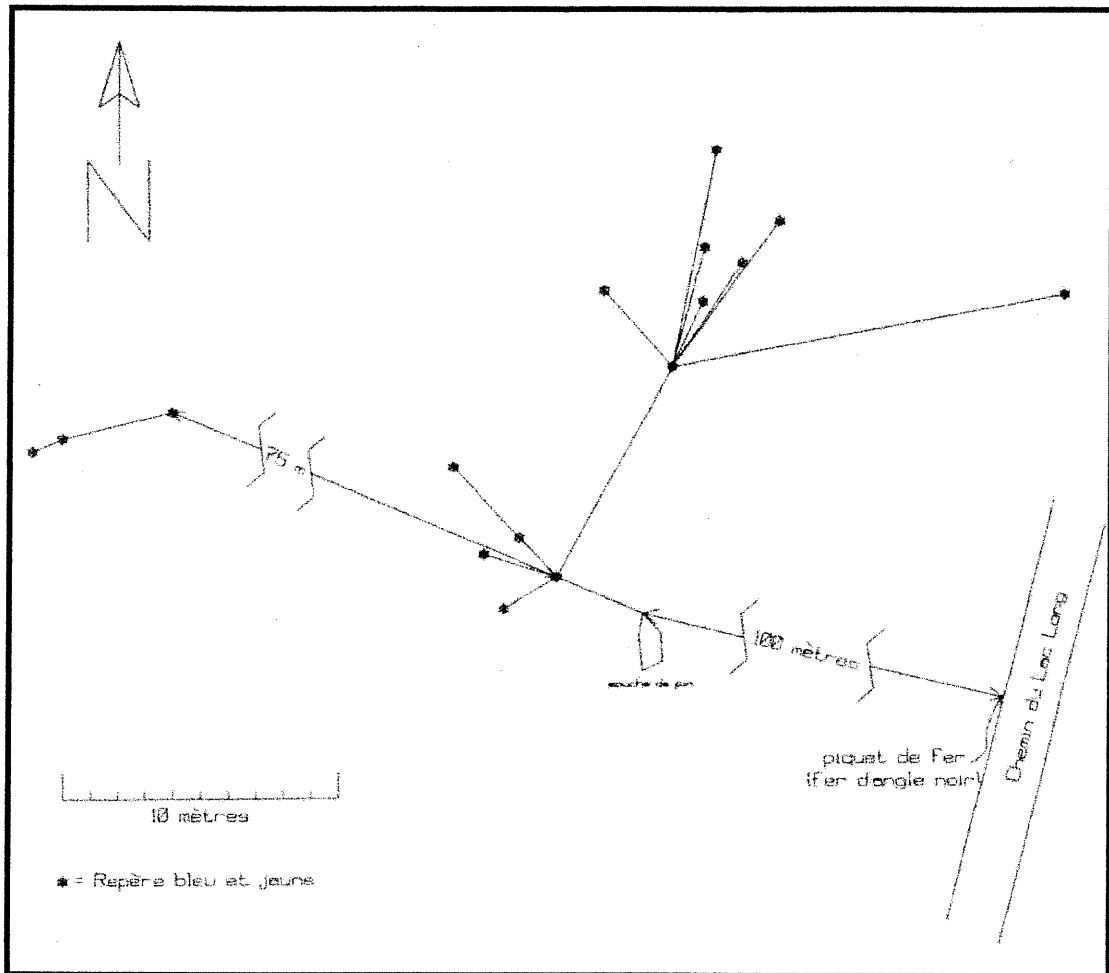 N
75 m
100 mètres
souche de pin
Chemin du Lac Long
piquet de Fer
(fer d'angle noir)
10 mètres
* = Repère bleu et jaune